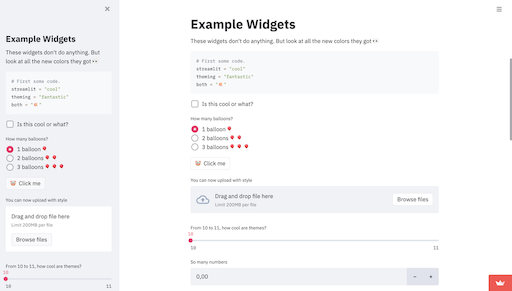 Example Widgets
These widgets don't do anything. But
look at all the new colors they got 👀
# First some code.
streamlit = "cool"
theming = "fantastic"
both = "💥"
Is this cool or what?
How many balloons?
1 balloon 🎈
2 balloons 🎈 🎈
3 balloons 🎈 🎈 🎈
🤡 Click me
You can now upload with style
Drag and drop file here
Limit 200MB per file
Browse files
From 10 to 11, how cool are themes?
10
10 11
Example Widgets
These widgets don't do anything. But look at all the new colors they got 👀
# First some code.
streamlit = "cool"
theming = "fantastic"
both = "💥"
Is this cool or what?
How many balloons?
1 balloon 🎈
2 balloons 🎈 🎈
3 balloons 🎈 🎈 🎈
🤡 Click me
You can now upload with style
Drag and drop file here
Limit 200MB per file
Browse files
From 10 to 11, how cool are themes?
10
10 11
So many numbers
0,00 − +